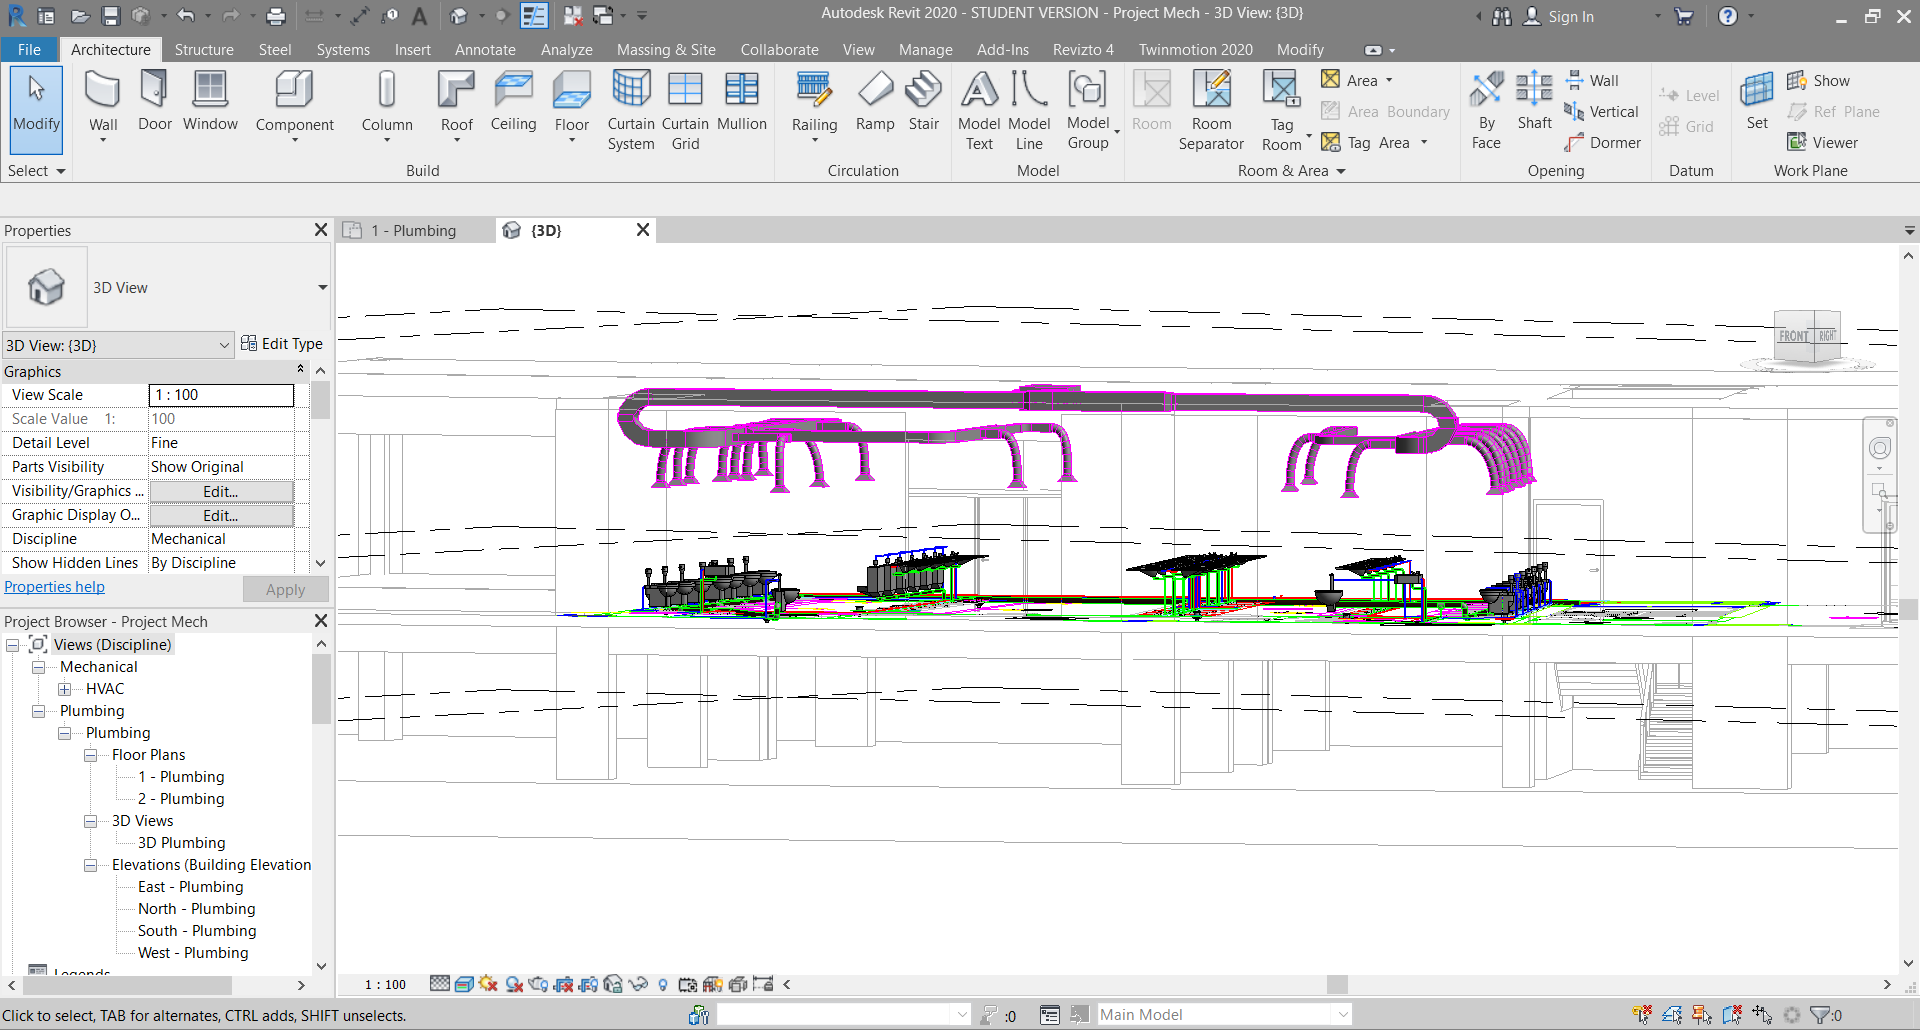 Autodesk Revit 2020 - STUDENT VERSION - Project Mech - 3D View: {3D}
Sign In
File Architecture Structure Steel Systems Insert Annotate Analyze Massing & Site Collaborate View Manage Add-Ins Revizto 4 Twinmotion 2020 Modify
Modify
Wall
Door
Window
Component
Column
Roof
Ceiling
Floor
Curtain System
Curtain Grid
Mullion
Railing
Ramp
Stair
Model Text
Model Line
Model Group
Room
Room Separator
Tag Room
Area
Area Boundary
Tag Area
By Face
Shaft
Wall
Vertical
Dormer
Level
Grid
Set
Show
Ref Plane
Viewer
Select Build Circulation Model Room & Area Opening Datum Work Plane
Properties
1 - Plumbing
{3D}
3D View
3D View: {3D}
Edit Type
Graphics
View Scale 1 : 100
Scale Value 1: 100
Detail Level Fine
Parts Visibility Show Original
Visibility/Graphics ... Edit...
Graphic Display O... Edit...
Discipline Mechanical
Show Hidden Lines By Discipline
Properties help
Apply
Project Browser - Project Mech
Views (Discipline)
Mechanical
HVAC
Plumbing
Plumbing
Floor Plans
1 - Plumbing
2 - Plumbing
3D Views
3D Plumbing
Elevations (Building Elevation
East - Plumbing
North - Plumbing
South - Plumbing
West - Plumbing
Legends
FRONT
RIGHT
1 : 100
Click to select, TAB for alternates, CTRL adds, SHIFT unselects.
:0
Main Model
:0